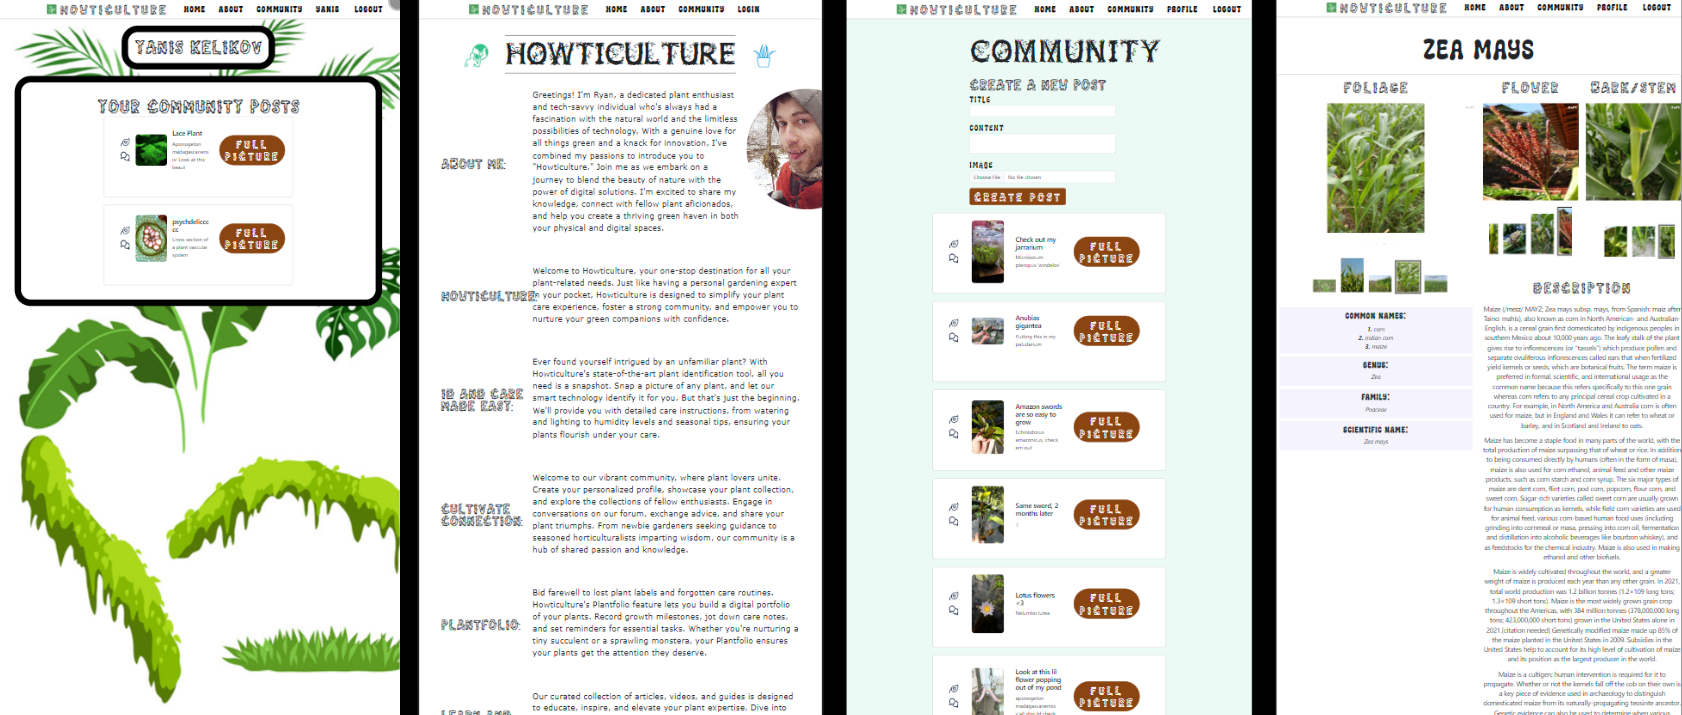 HOWTICULTURE
HOME ABOUT COMMUNITY YANIS LOGOUT
YANIS KELIKOV
YOUR COMMUNITY POSTS
Lace Plant
Aponogeton
madagascariens
is! Look at this
beaut
FULL
PICTURE
psychdeliccc
cc
Cross section of
a plant vascular
system
FULL
PICTURE
HOWTICULTURE
HOME ABOUT COMMUNITY LOGIN
HOWTICULTURE
ABOUT ME:
Greetings! I'm Ryan, a dedicated plant enthusiast
and tech-savvy individual who's always had a
fascination with the natural world and the limitless
possibilities of technology. With a genuine love for
all things green and a knack for innovation, I've
combined my passions to introduce you to
"Howticulture." Join me as we embark on a
journey to blend the beauty of nature with the
power of digital solutions. I'm excited to share my
knowledge, connect with fellow plant aficionados,
and help you create a thriving green haven in both
your physical and digital spaces.
HOWTICULTURE:
Welcome to Howticulture, your one-stop destination for all your
plant-related needs. Just like having a personal gardening expert
in your pocket, Howticulture is designed to simplify your plant
care experience, foster a strong community, and empower you to
nurture your green companions with confidence.
ID AND CARE
MADE EASY:
Ever found yourself intrigued by an unfamiliar plant? With
Howticulture's state-of-the-art plant identification tool, all you
need is a snapshot. Snap a picture of any plant, and let our
smart technology identify it for you. But that's just the beginning.
We'll provide you with detailed care instructions, from watering
and lighting to humidity levels and seasonal tips, ensuring your
plants flourish under your care.
CULTIVATE
CONNECTION:
Welcome to our vibrant community, where plant lovers unite.
Create your personalized profile, showcase your plant collection,
and explore the collections of fellow enthusiasts. Engage in
conversations on our forum, exchange advice, and share your
plant triumphs. From newbie gardeners seeking guidance to
seasoned horticulturalists imparting wisdom, our community is a
hub of shared passion and knowledge.
PLANTFOLIO:
Bid farewell to lost plant labels and forgotten care routines.
Howticulture's Plantfolio feature lets you build a digital portfolio
of your plants. Record growth milestones, jot down care notes,
and set reminders for essential tasks. Whether you're nurturing a
tiny succulent or a sprawling monstera, your Plantfolio ensures
your plants get the attention they deserve.
LEARN AND
Our curated collection of articles, videos, and guides is designed
to educate, inspire, and elevate your plant expertise. Dive into
HOWTICULTURE
HOME ABOUT COMMUNITY PROFILE LOGOUT
COMMUNITY
CREATE A NEW POST
TITLE
CONTENT
IMAGE
Choose File No file chosen
CREATE POST
Check out my
jarrarium
Microsorum
pteropus 'windelov'
FULL
PICTURE
Anubias
gigantea
Putting this in my
paludarium
FULL
PICTURE
Amazon swords
are so easy to
grow
Echinodorus
amazonicus, check
em out
FULL
PICTURE
Same sword, 2
months later
:)
FULL
PICTURE
Lotus flowers
<3
Nelumbo lutea
FULL
PICTURE
Look at this lil
flower popping
out of my pond
aponogeton
madagascariensis
FULL
PICTURE
HOWTICULTURE
HOME ABOUT COMMUNITY PROFILE LOGOUT
ZEA MAYS
FOLIAGE
FLOWER
BARK/STEM
COMMON NAMES:
1. corn
2. indian corn
3. maize
GENUS:
Zea
FAMILY:
Poaceae
SCIENTIFIC NAME:
Zea mays
DESCRIPTION
Maize (/meɪz/ MAYZ; Zea mays subsp. mays, from Spanish: maíz after
Taino: mahis), also known as corn in North American and Australian
English, is a cereal grain first domesticated by indigenous peoples in
southern Mexico about 10,000 years ago. The leafy stalk of the plant
gives rise to inflorescences (or "tassels") which produce pollen and
separate ovuliferous inflorescences called ears that when fertilized
yield kernels or seeds, which are botanical fruits. The term maize is
preferred in formal, scientific, and international usage as the
common name because this refers specifically to this one grain
whereas corn refers to any principal cereal crop cultivated in a
country. For example, in North America and Australia corn is often
used for maize, but in England and Wales it can refer to wheat or
barley, and in Scotland and Ireland to oats.
Maize has become a staple food in many parts of the world, with the
total production of maize surpassing that of wheat or rice. In addition
to being consumed directly by humans (often in the form of masa),
maize is also used for corn ethanol, animal feed and other maize
products, such as corn starch and corn syrup. The six major types of
maize are dent corn, flint corn, pod corn, popcorn, flour corn, and
sweet corn. Sugar-rich varieties called sweet corn are usually grown
for human consumption as kernels, while field corn varieties are used
for animal feed, various corn-based human food uses (including
grinding into cornmeal or masa, pressing into corn oil, fermentation
and distillation into alcoholic beverages like bourbon whiskey), and
as feedstocks for the chemical industry. Maize is also used in making
ethanol and other biofuels.
Maize is widely cultivated throughout the world, and a greater
weight of maize is produced each year than any other grain. In 2021,
total world production was 1.2 billion tonnes (1.2×109 long tons;
1.3×109 short tons). Maize is the most widely grown grain crop
throughout the Americas, with 384 million tonnes (378,000,000 long
tons; 423,000,000 short tons) grown in the United States alone in
2021.[citation needed] Genetically modified maize made up 85% of
the maize planted in the United States in 2009. Subsidies in the
United States help to account for its high level of cultivation of maize
and its position as the largest producer in the world.
Maize is a cultigen; human intervention is required for it to
propagate. Whether or not the kernels fall off the cob on their own is
a key piece of evidence used in archaeology to distinguish
domesticated maize from its naturally-propagating teosinte ancestor.
Genetic evidence can also be used to determine when various